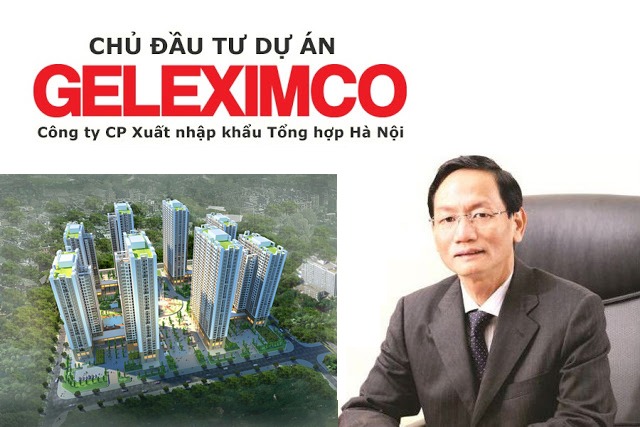 CHỦ ĐẦU TƯ DỰ ÁN
GELEXIMCO
Công ty CP Xuất nhập khẩu Tổng hợp Hà Nội